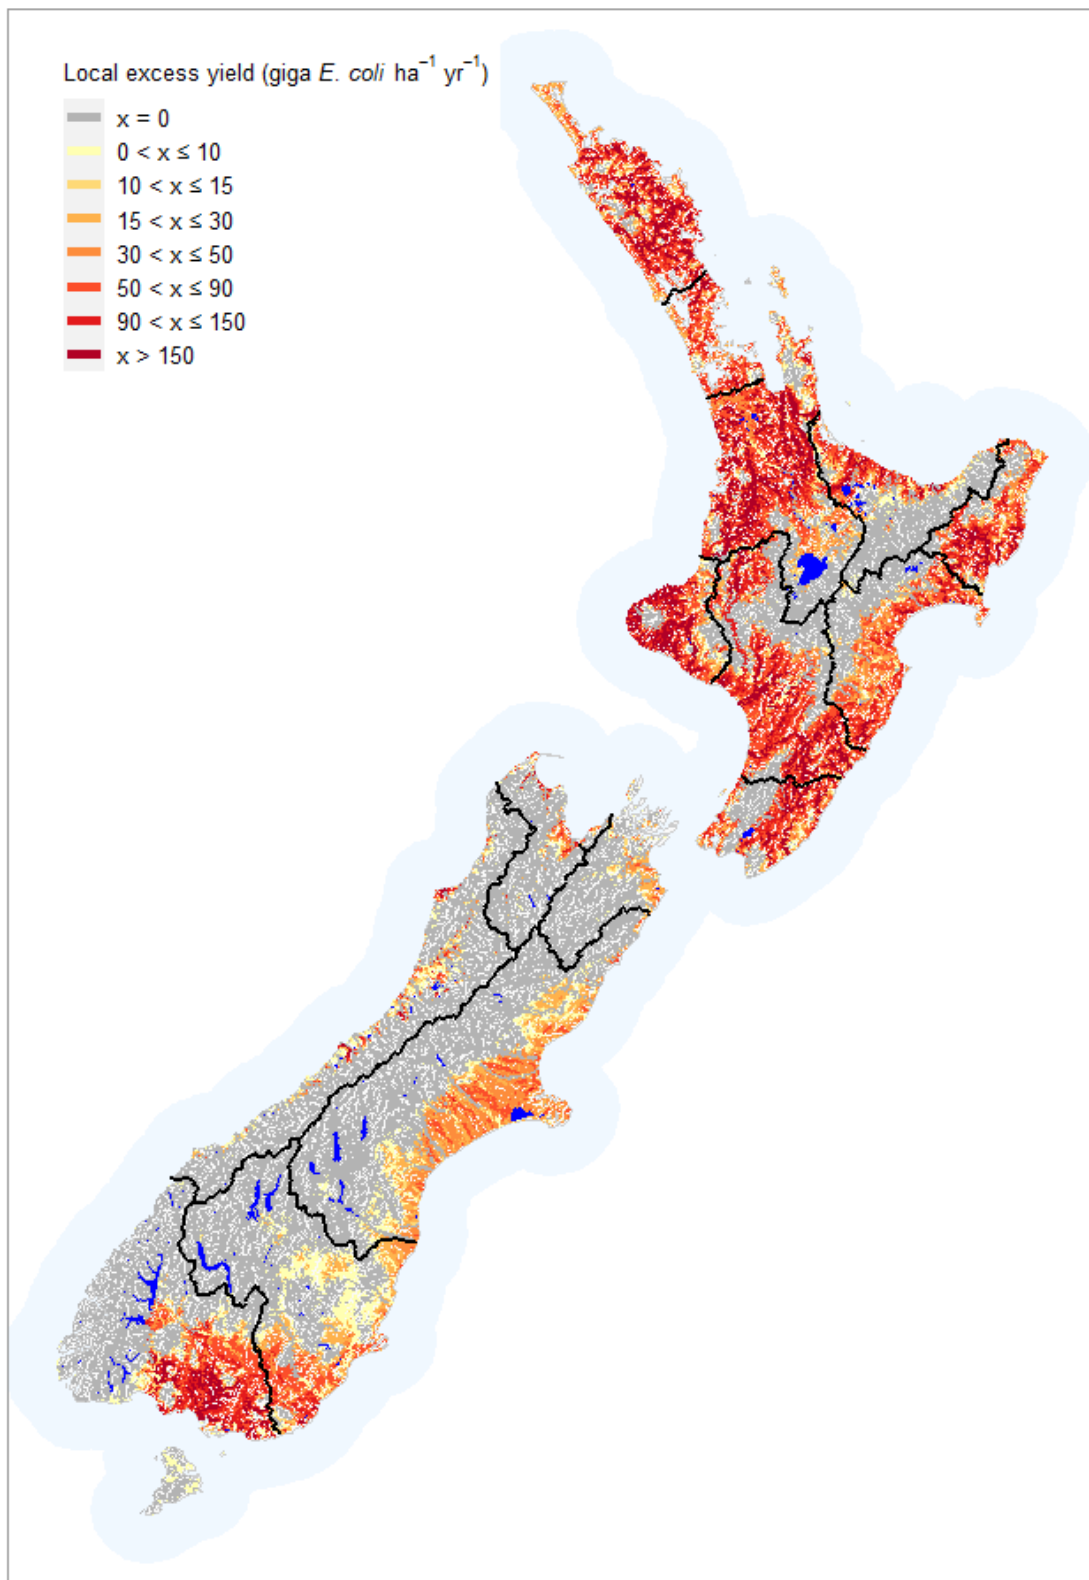 Local excess yield (giga E. coli ha⁻¹ yr⁻¹)
x = 0
0 < x ≤ 10
10 < x ≤ 15
15 < x ≤ 30
30 < x ≤ 50
50 < x ≤ 90
90 < x ≤ 150
x > 150